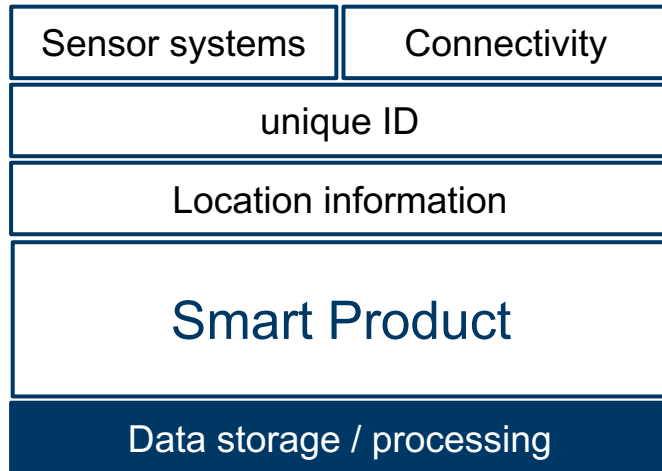 Sensor systems
Connectivity
unique ID
Location information
Smart Product
Data storage / processing